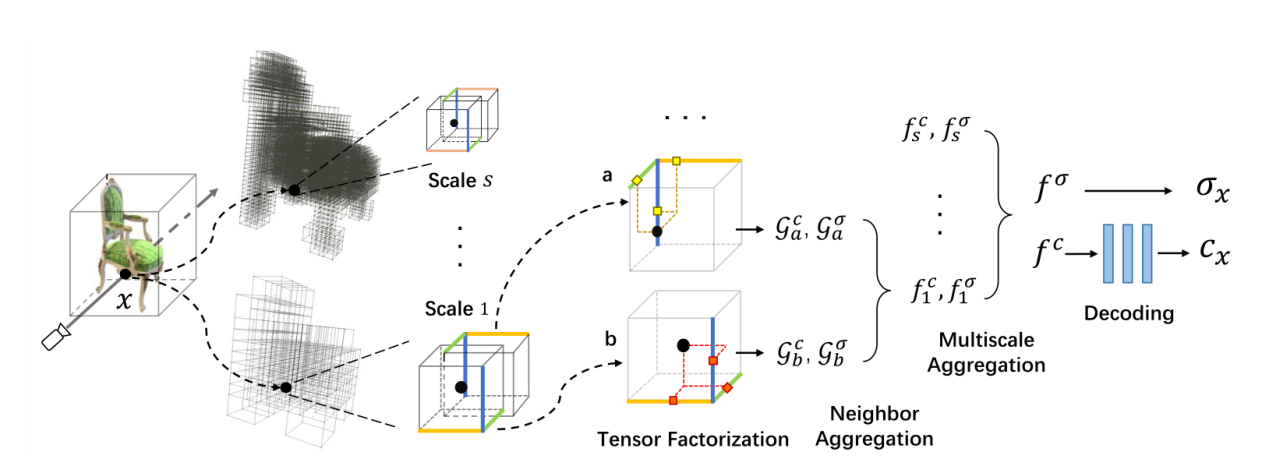 x
Scale s
Scale 1
. . .
a
b
𝒢_a^c, 𝒢_a^σ
𝒢_b^c, 𝒢_b^σ
Tensor Factorization
Neighbor
Aggregation
f_s^c, f_s^σ
f_1^c, f_1^σ
Multiscale
Aggregation
f^σ
σ_x
f^c
c_x
Decoding